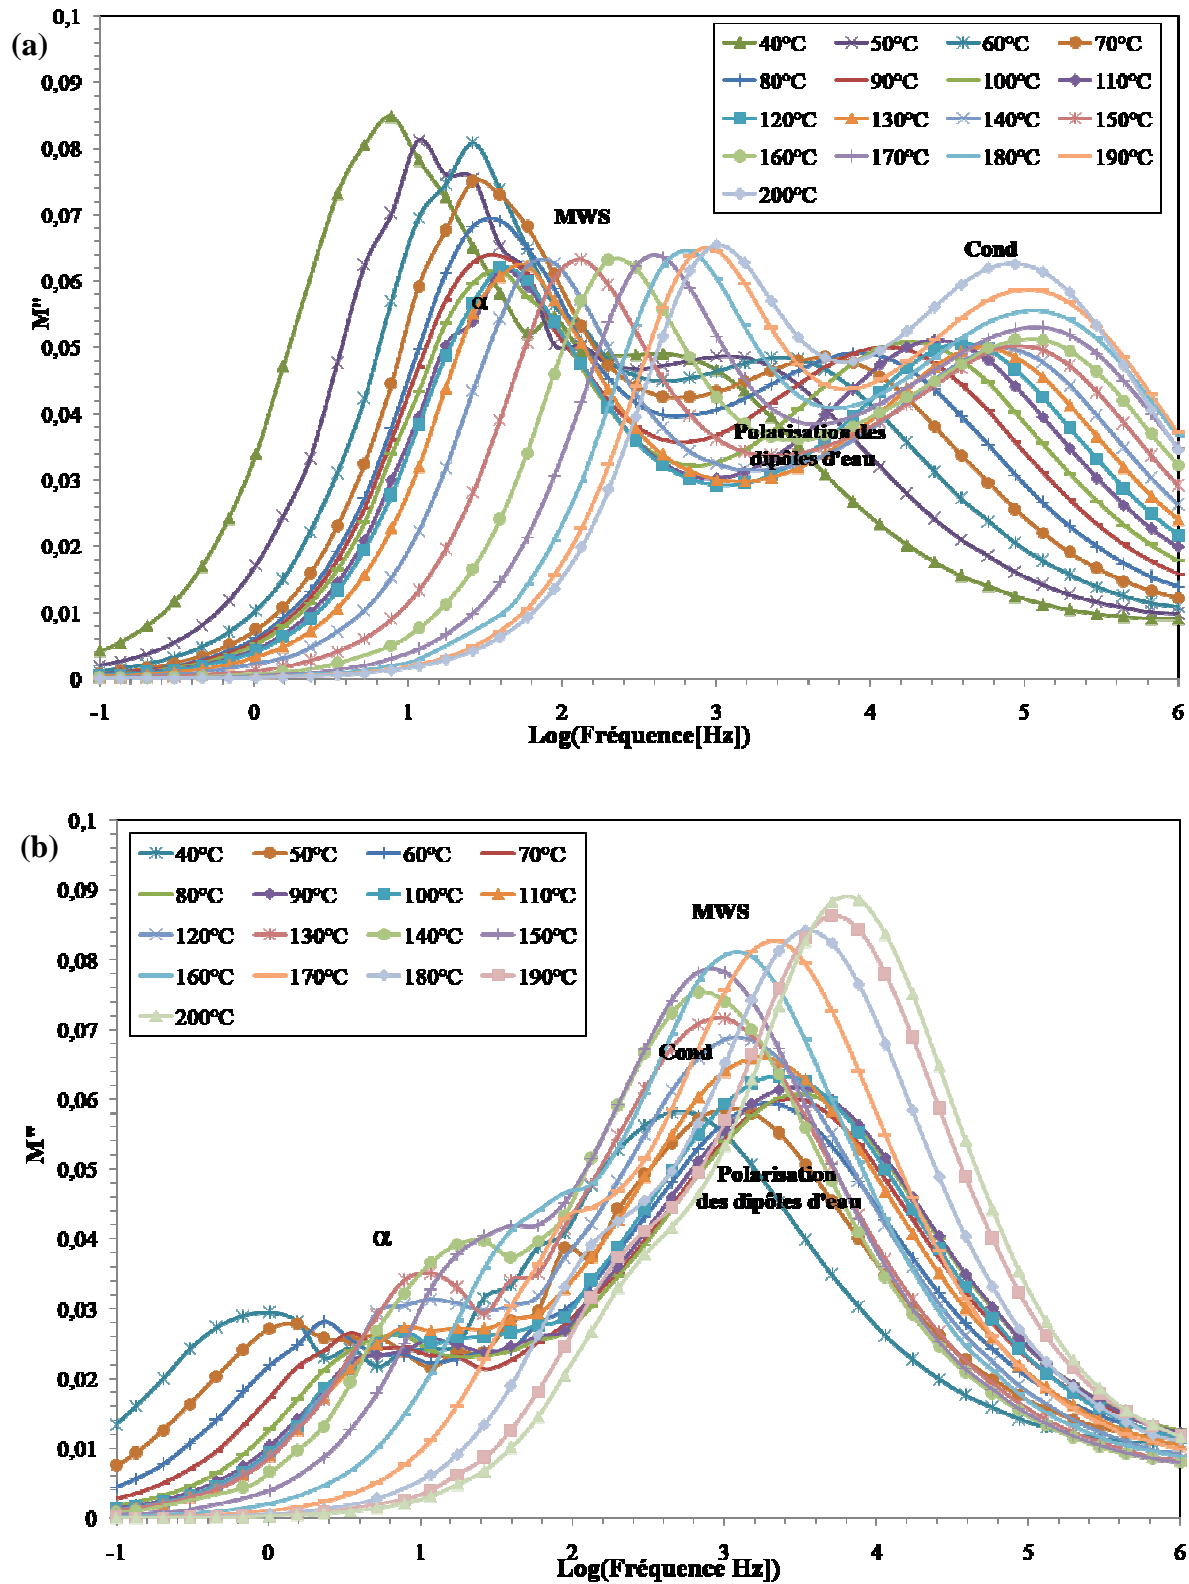 (a)
0,1
0,09
0,08
0,07
0,06
0,05
0,04
0,03
0,02
0,01
0
M"
40°C 50°C 60°C 70°C
80°C 90°C 100°C 110°C
120°C 130°C 140°C 150°C
160°C 170°C 180°C 190°C
200°C
MWS
Cond
α
Polarisation des
dipôles d'eau
-1 0 1 2 3 4 5 6
Log(Fréquence[Hz])
(b)
0,1
0,09
0,08
0,07
0,06
0,05
0,04
0,03
0,02
0,01
0
M"
40°C 50°C 60°C 70°C
80°C 90°C 100°C 110°C
120°C 130°C 140°C 150°C
160°C 170°C 180°C 190°C
200°C
MWS
Cond
Polarisation
des dipôles d'eau
α
-1 0 1 2 3 4 5 6
Log(Fréquence Hz])